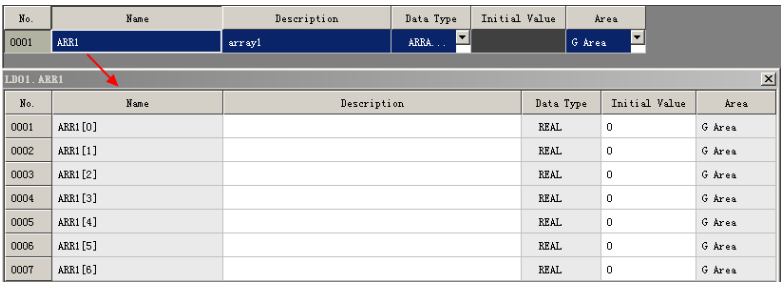 No. Name Description Data Type Initial Value Area
0001 ARR1 array1 ARRA... G Area
LD01.ARR1
No. Name Description Data Type Initial Value Area
0001 ARR1[0] REAL 0 G Area
0002 ARR1[1] REAL 0 G Area
0003 ARR1[2] REAL 0 G Area
0004 ARR1[3] REAL 0 G Area
0005 ARR1[4] REAL 0 G Area
0006 ARR1[5] REAL 0 G Area
0007 ARR1[6] REAL 0 G Area